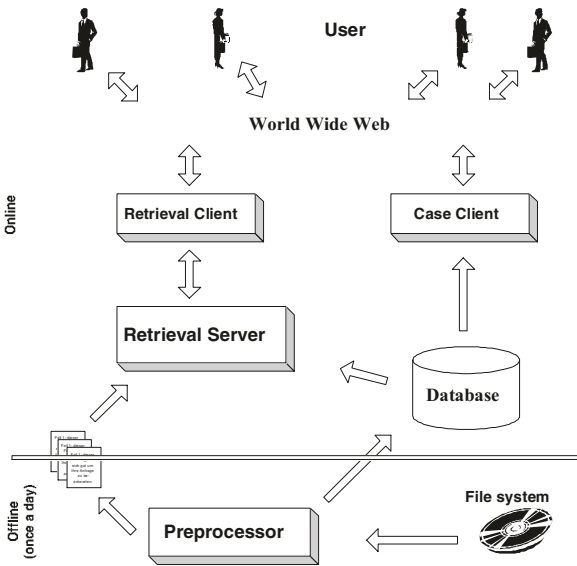 User
World Wide Web
Retrieval Client
Case Client
Online
Retrieval Server
Database
Offline
(once a day)
File system
Preprocessor